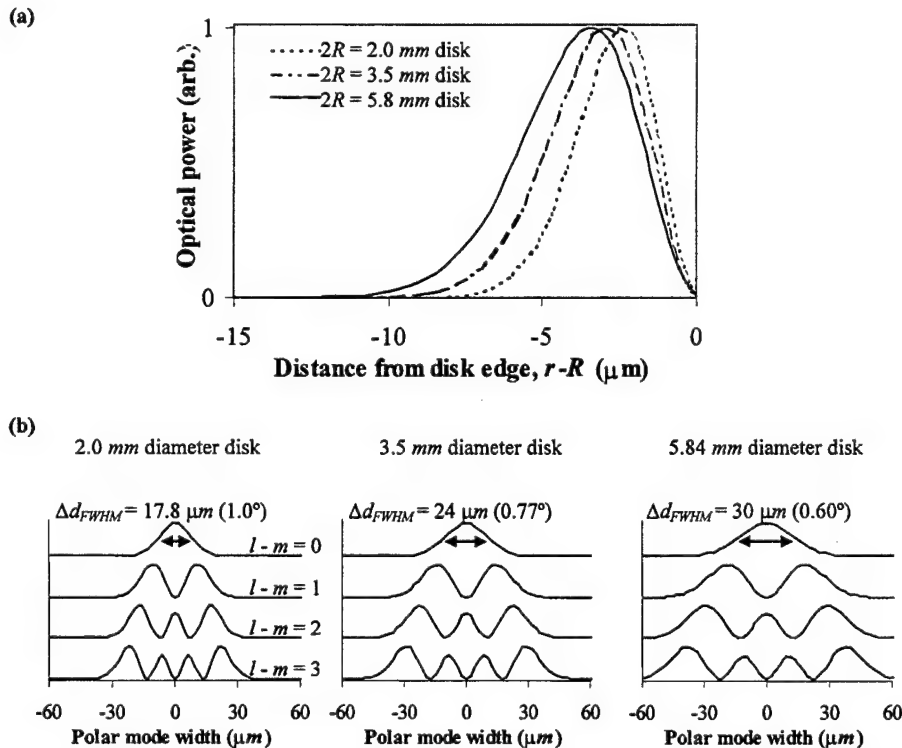 (a)
1
2R = 2.0 mm disk
2R = 3.5 mm disk
2R = 5.8 mm disk
Optical power (arb.)
0
-15 -10 -5 0
Distance from disk edge, r-R (μm)
(b)
2.0 mm diameter disk 3.5 mm diameter disk 5.84 mm diameter disk
Δd_FWHM = 17.8 μm (1.0°) Δd_FWHM = 24 μm (0.77°) Δd_FWHM = 30 μm (0.60°)
l - m = 0
l - m = 1
l - m = 2
l - m = 3
-60 -30 0 30 60 -60 -30 0 30 60 -60 -30 0 30 60
Polar mode width (μm) Polar mode width (μm) Polar mode width (μm)